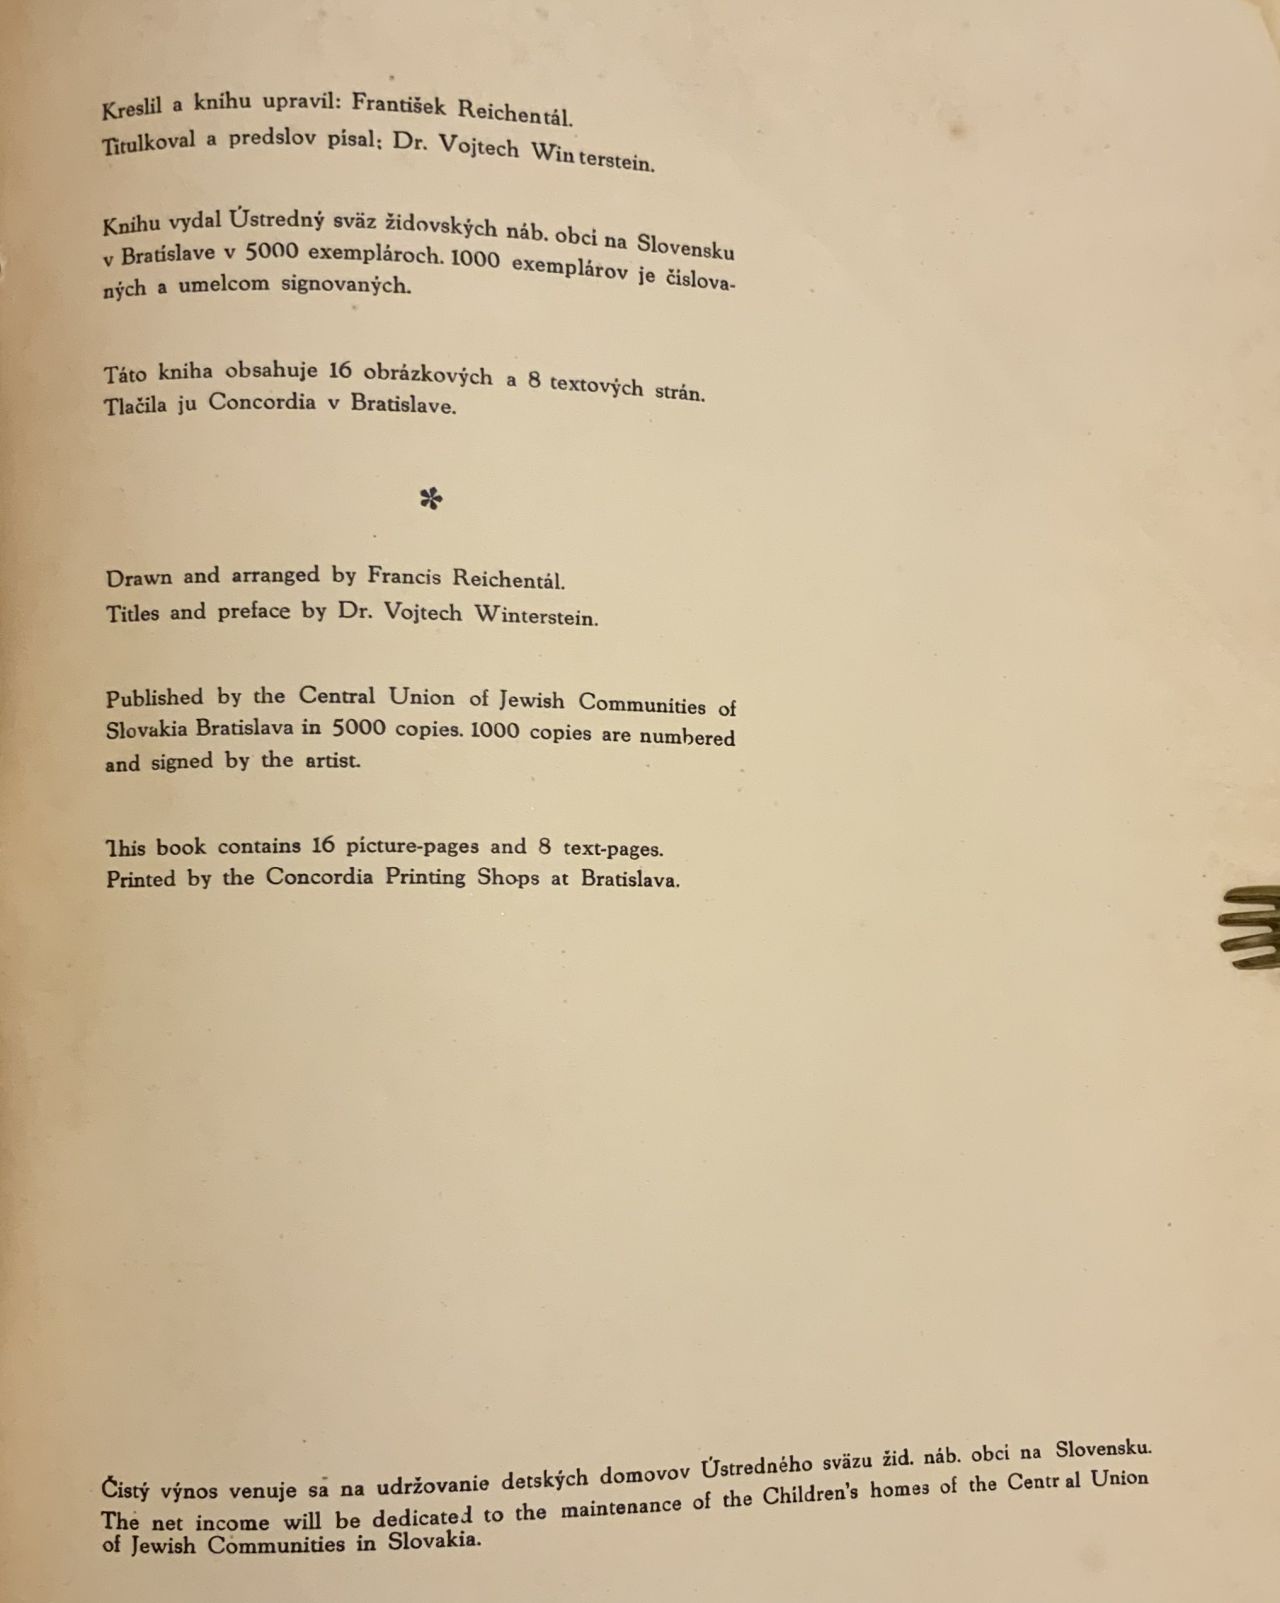 Kreslil a knihu upravil: František Reichentál.
Titulkoval a predslov písal: Dr. Vojtech Winterstein.
Knihu vydal Ústredný sväz židovských náb. obcí na Slovensku
v Bratislave v 5000 exemplároch. 1000 exemplárov je číslova-
ných a umelcom signovaných.
Táto kniha obsahuje 16 obrázkových a 8 textových strán.
Tlačila ju Concordia v Bratislave.
*
Drawn and arranged by Francis Reichentál.
Titles and preface by Dr. Vojtech Winterstein.
Published by the Central Union of Jewish Communities of
Slovakia Bratislava in 5000 copies. 1000 copies are numbered
and signed by the artist.
This book contains 16 picture-pages and 8 text-pages.
Printed by the Concordia Printing Shops at Bratislava.
Čistý výnos venuje sa na udržovanie detských domovov Ústredného sväzu žid. náb. obcí na Slovensku.
The net income will be dedicated to the maintenance of the Children's homes of the Central Union
of Jewish Communities in Slovakia.